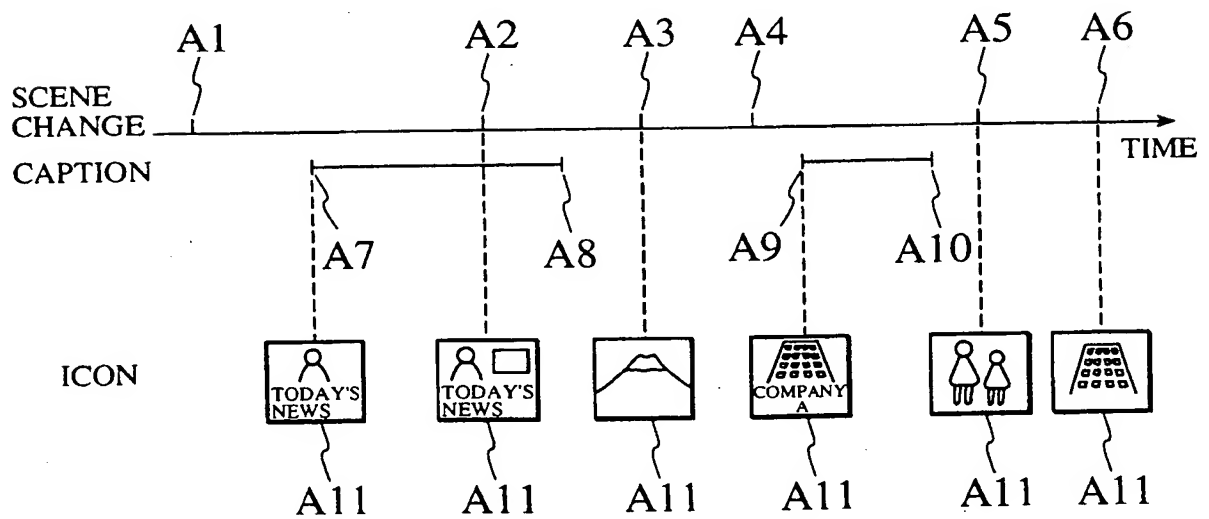 A1
A2
A3
A4
A5
A6
SCENE
CHANGE
TIME
CAPTION
A7
A8
A9
A10
ICON
TODAY'S
NEWS
TODAY'S
NEWS
COMPANY
A
A11
A11
A11
A11
A11
A11